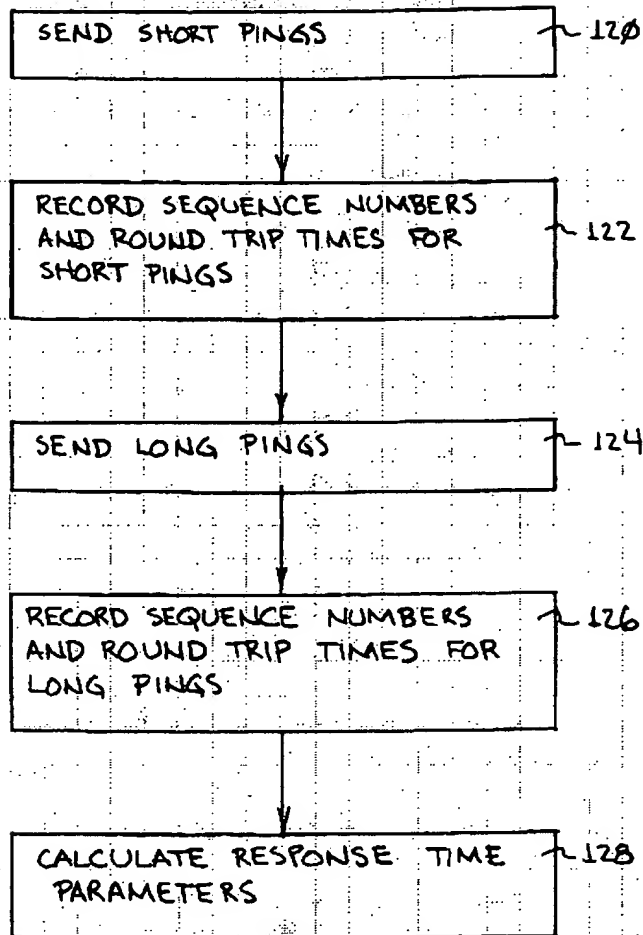 SEND SHORT PINGS
120
RECORD SEQUENCE NUMBERS
AND ROUND TRIP TIMES FOR
SHORT PINGS
122
SEND LONG PINGS
124
RECORD SEQUENCE NUMBERS
AND ROUND TRIP TIMES FOR
LONG PINGS
126
CALCULATE RESPONSE TIME
PARAMETERS
128